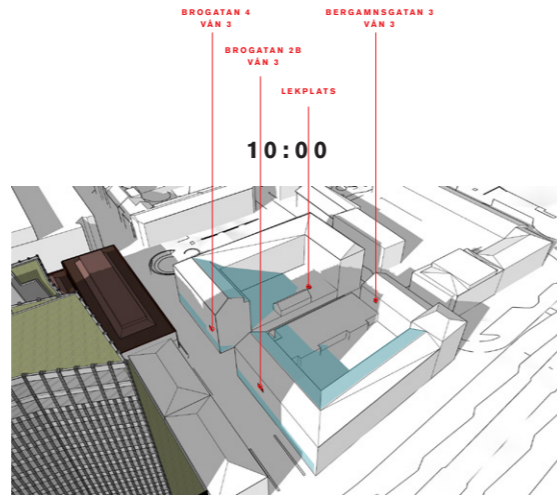 BROGATAN 4
VÅN 3
BERGAMNSGATAN 3
VÅN 3
BROGATAN 2B
VÅN 3
LEKPLATS
10:00